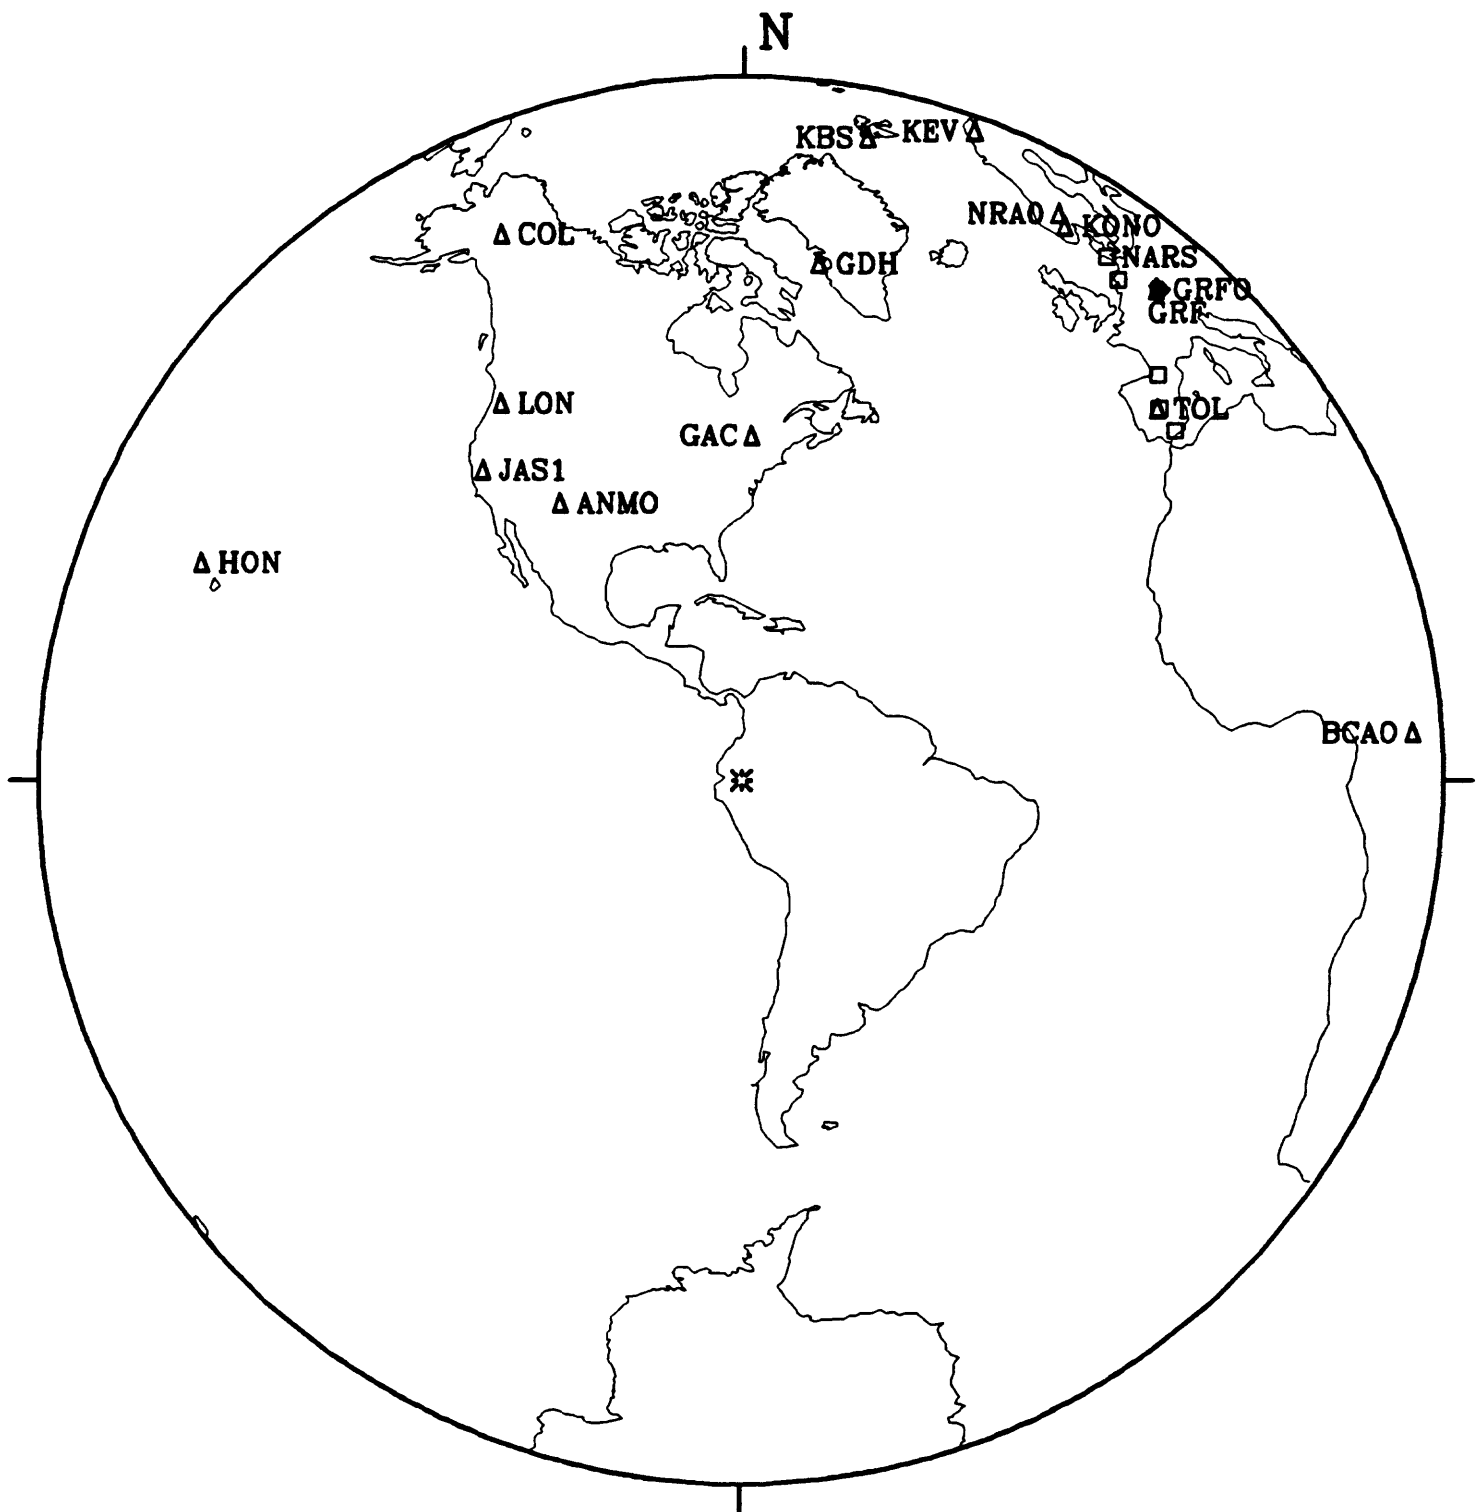 N
KBS
KEV
NRAO
KONO
COL
NARS
GDH
GRFO
GRF
LON
TOL
GAC
JAS1
ANMO
HON
BCAO